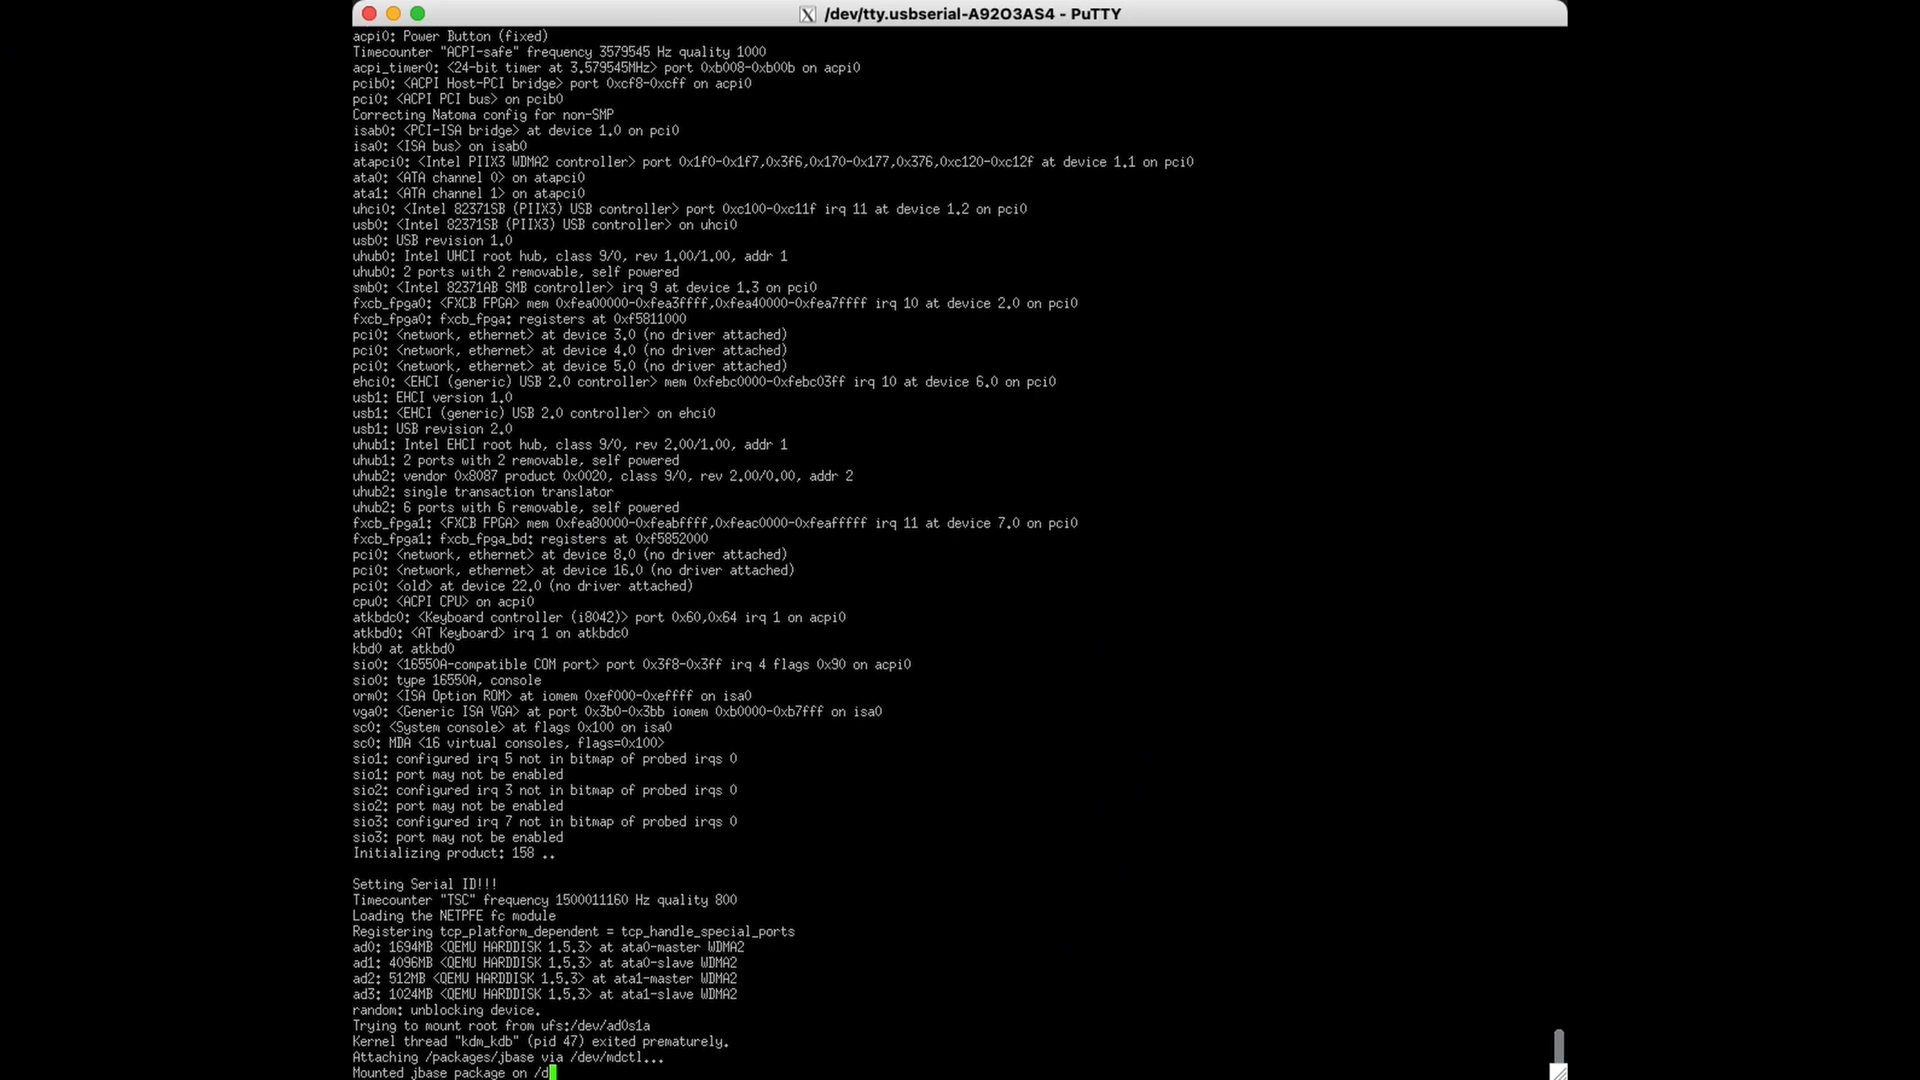 /dev/tty.usbserial-A92O3AS4 - PuTTY
acpi0: Power Button (fixed)
Timecounter "ACPI-safe" frequency 3579545 Hz quality 1000
acpi_timer0: <24-bit timer at 3.579545MHz> port 0xb008-0xb00b on acpi0
pcib0: <ACPI Host-PCI bridge> port 0xcf8-0xcff on acpi0
pci0: <ACPI PCI bus> on pcib0
Correcting Natoma config for non-SMP
isab0: <PCI-ISA bridge> at device 1.0 on pci0
isa0: <ISA bus> on isab0
atapci0: <Intel PIIX3 WDMA2 controller> port 0x1f0-0x1f7,0x3f6,0x170-0x177,0x376,0xc120-0xc12f at device 1.1 on pci0
ata0: <ATA channel 0> on atapci0
ata1: <ATA channel 1> on atapci0
uhci0: <Intel 82371SB (PIIX3) USB controller> port 0xc100-0xc11f irq 11 at device 1.2 on pci0
usb0: <Intel 82371SB (PIIX3) USB controller> on uhci0
usb0: USB revision 1.0
uhub0: Intel UHCI root hub, class 9/0, rev 1.00/1.00, addr 1
uhub0: 2 ports with 2 removable, self powered
smb0: <Intel 82371AB SMB controller> irq 9 at device 1.3 on pci0
fxcb_fpga0: <FXCB FPGA> mem 0xfea00000-0xfea3ffff,0xfea40000-0xfea7ffff irq 10 at device 2.0 on pci0
fxcb_fpga0: fxcb_fpga: registers at 0xf5811000
pci0: <network, ethernet> at device 3.0 (no driver attached)
pci0: <network, ethernet> at device 4.0 (no driver attached)
pci0: <network, ethernet> at device 5.0 (no driver attached)
ehci0: <EHCI (generic) USB 2.0 controller> mem 0xfebc0000-0xfebc03ff irq 10 at device 6.0 on pci0
usb1: EHCI version 1.0
usb1: <EHCI (generic) USB 2.0 controller> on ehci0
usb1: USB revision 2.0
uhub1: Intel EHCI root hub, class 9/0, rev 2.00/1.00, addr 1
uhub1: 2 ports with 2 removable, self powered
uhub2: vendor 0x8087 product 0x0020, class 9/0, rev 2.00/0.00, addr 2
uhub2: single transaction translator
uhub2: 6 ports with 6 removable, self powered
fxcb_fpga1: <FXCB FPGA> mem 0xfea80000-0xfeabffff,0xfeac0000-0xfeafffff irq 11 at device 7.0 on pci0
fxcb_fpga1: fxcb_fpga_bd: registers at 0xf5852000
pci0: <network, ethernet> at device 8.0 (no driver attached)
pci0: <network, ethernet> at device 16.0 (no driver attached)
pci0: <old> at device 22.0 (no driver attached)
cpu0: <ACPI CPU> on acpi0
atkbdc0: <Keyboard controller (i8042)> port 0x60,0x64 irq 1 on acpi0
atkbd0: <AT Keyboard> irq 1 on atkbdc0
kbd0 at atkbd0
sio0: <16550A-compatible COM port> port 0x3f8-0x3ff irq 4 flags 0x90 on acpi0
sio0: type 16550A, console
orm0: <ISA Option ROM> at iomem 0xef000-0xeffff on isa0
vga0: <Generic ISA VGA> at port 0x3b0-0x3bb iomem 0xb0000-0xb7fff on isa0
sc0: <System console> at flags 0x100 on isa0
sc0: MDA <16 virtual consoles, flags=0x100>
sio1: configured irq 5 not in bitmap of probed irqs 0
sio1: port may not be enabled
sio2: configured irq 3 not in bitmap of probed irqs 0
sio2: port may not be enabled
sio3: configured irq 7 not in bitmap of probed irqs 0
sio3: port may not be enabled
Initializing product: 158 ..
Setting Serial ID!!!
Timecounter "TSC" frequency 1500011160 Hz quality 800
Loading the NETPFE fc module
Registering tcp_platform_dependent = tcp_handle_special_ports
ad0: 1694MB <QEMU HARDDISK 1.5.3> at ata0-master WDMA2
ad1: 4096MB <QEMU HARDDISK 1.5.3> at ata0-slave WDMA2
ad2: 512MB <QEMU HARDDISK 1.5.3> at ata1-master WDMA2
ad3: 1024MB <QEMU HARDDISK 1.5.3> at ata1-slave WDMA2
random: unblocking device.
Trying to mount root from ufs:/dev/ad0s1a
Kernel thread "kdm_kdb" (pid 47) exited prematurely.
Attaching /packages/jbase via /dev/mdctl...
Mounted jbase package on /d